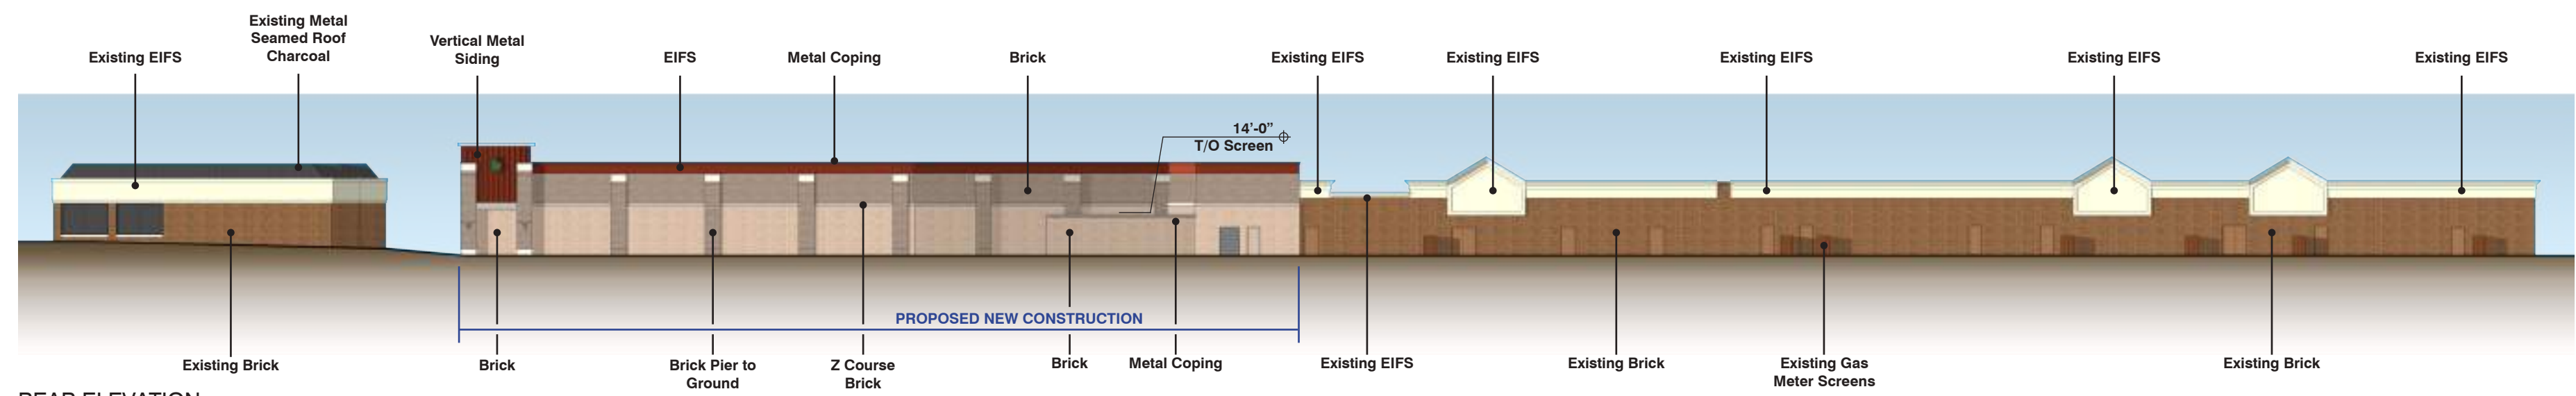 Existing EIFS
Existing Metal
Seamed Roof
Charcoal
Vertical Metal
Siding
EIFS
Metal Coping
Brick
Existing EIFS
Existing EIFS
Existing EIFS
Existing EIFS
Existing EIFS
14'-0"
T/O Screen
PROPOSED NEW CONSTRUCTION
Existing Brick
Brick
Brick Pier to
Ground
Z Course
Brick
Brick
Metal Coping
Existing EIFS
Existing Brick
Existing Gas
Meter Screens
Existing Brick
REAR ELEVATION